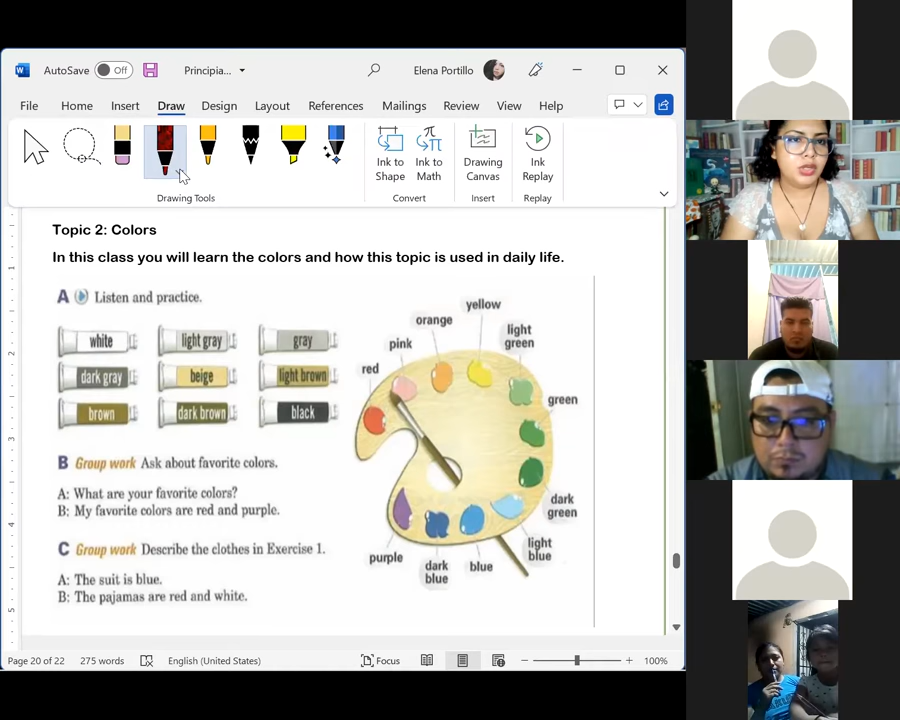 AutoSave Off Principia... Elena Portillo
File Home Insert Draw Design Layout References Mailings Review View Help
Ink to Shape
Ink to Math
Drawing Canvas
Ink Replay
Drawing Tools Convert Insert Replay
Topic 2: Colors
In this class you will learn the colors and how this topic is used in daily life.
A Listen and practice.
white light gray gray
dark gray beige light brown
brown dark brown black
B Group work Ask about favorite colors.
A: What are your favorite colors?
B: My favorite colors are red and purple.
C Group work Describe the clothes in Exercise 1.
A: The suit is blue.
B: The pajamas are red and white.
red
pink
orange
yellow
light green
green
dark green
light blue
blue
dark blue
purple
1
2
3
4
5
Page 20 of 22 275 words English (United States) Focus 100%